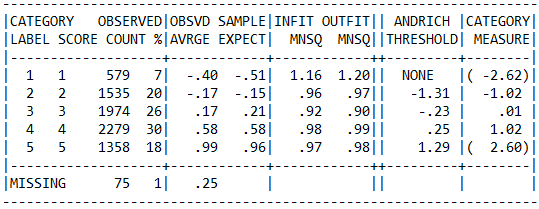 |CATEGORY   OBSERVED|OBSVD SAMPLE|INFIT OUTFIT|| ANDRICH |CATEGORY|
|LABEL SCORE COUNT %|AVRGE EXPECT|  MNSQ  MNSQ||THRESHOLD| MEASURE|
|  1   1     579   7|  -.40  -.51|  1.16  1.20||  NONE   |( -2.62)|
|  2   2    1535  20|  -.17  -.15|   .96   .97||   -1.31 |  -1.02 |
|  3   3    1974  26|   .17   .21|   .92   .90||    -.23 |    .01 |
|  4   4    2279  30|   .58   .58|   .98   .99||     .25 |   1.02 |
|  5   5    1358  18|   .99   .96|   .97   .98||    1.29 |(  2.60)|
|MISSING      75   1|   .25      |            ||         |        |